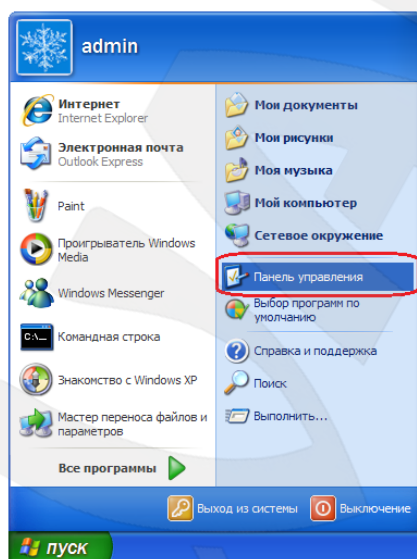 admin
Интернет
Internet Explorer
Электронная почта
Outlook Express
Paint
Проигрыватель Windows
Media
Windows Messenger
C:\_
Командная строка
Знакомство с Windows XP
Мастер переноса файлов и
параметров
Все программы
Мои документы
Мои рисунки
Моя музыка
Мой компьютер
Сетевое окружение
Панель управления
Выбор программ по
умолчанию
Справка и поддержка
Поиск
Выполнить...
Выход из системы
Выключение
пуск